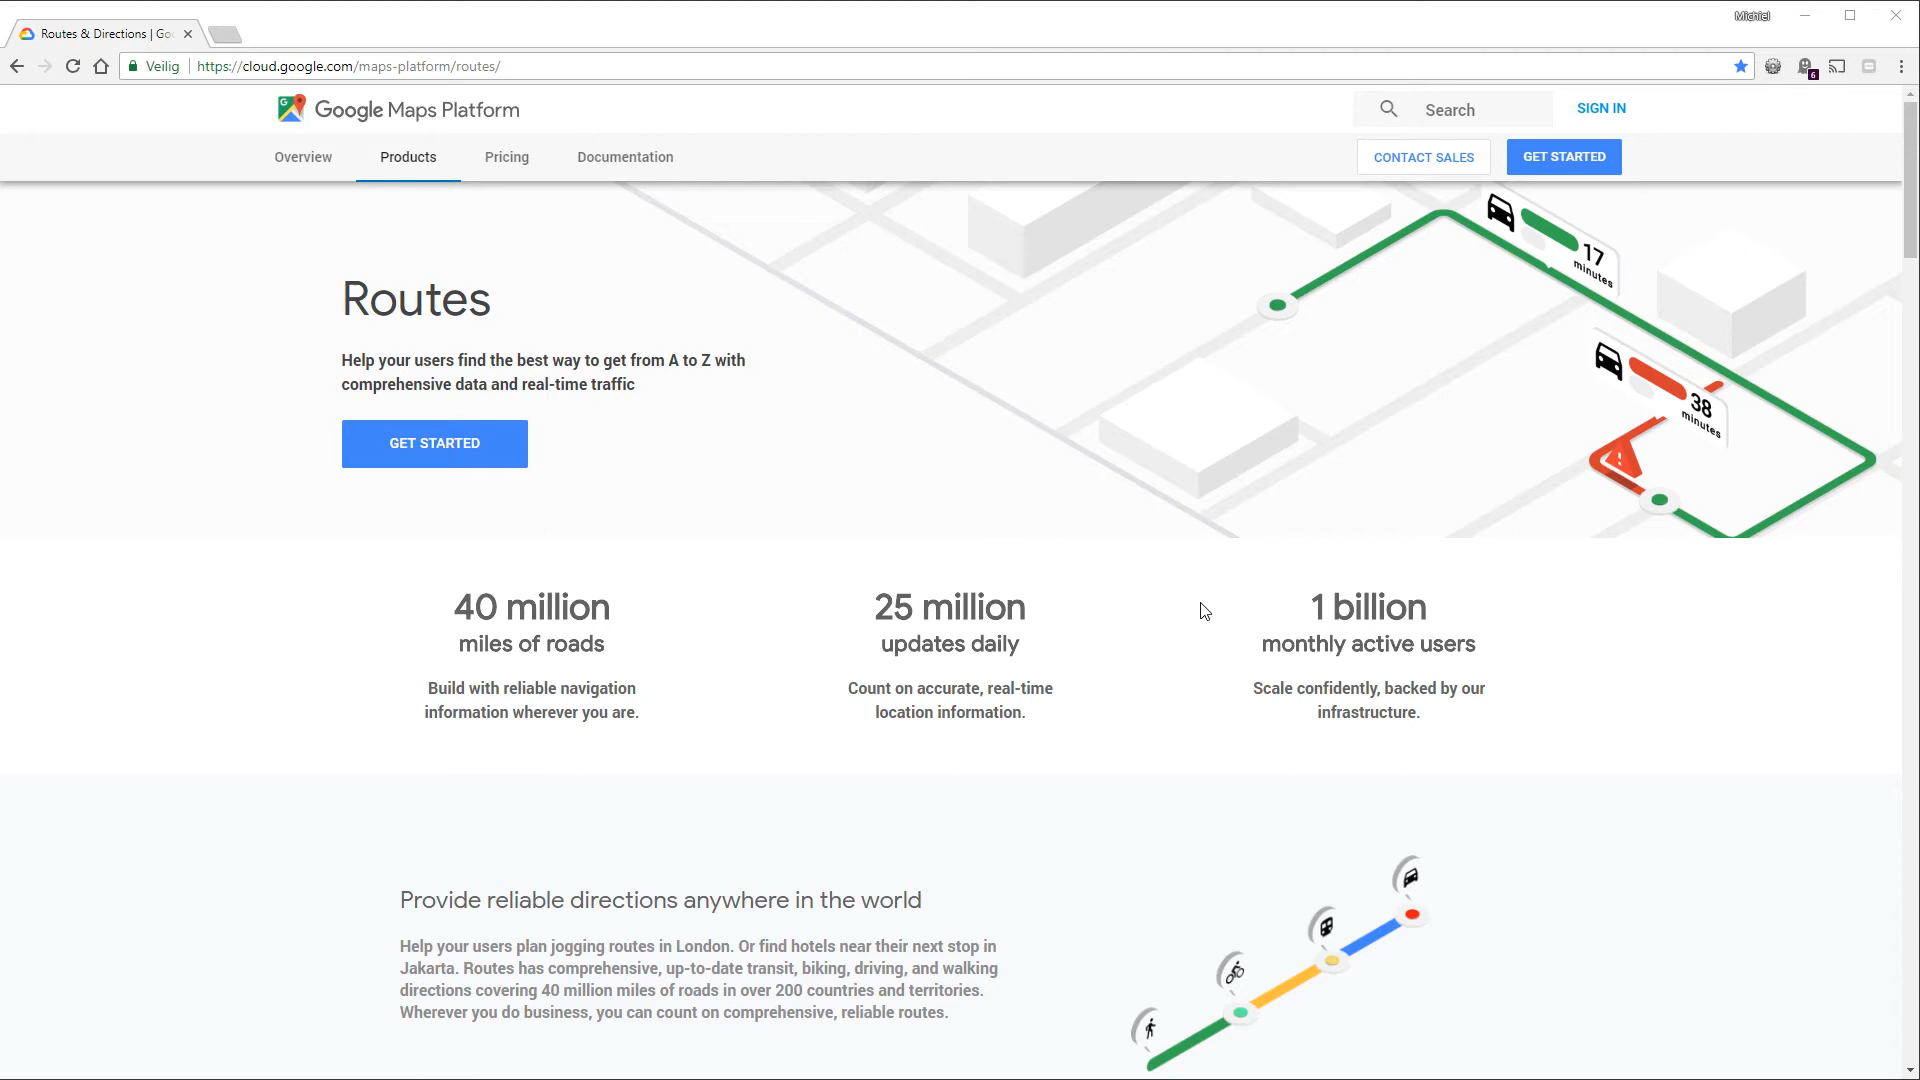 Michiel
Routes & Directions | Goo
Veilig
https://cloud.google.com/maps-platform/routes/
6
Google Maps Platform
Search
SIGN IN
Overview
Products
Pricing
Documentation
CONTACT SALES
GET STARTED
17
minutes
38
minutes
Routes
Help your users find the best way to get from A to Z with
comprehensive data and real-time traffic
GET STARTED
40 million
miles of roads
Build with reliable navigation
information wherever you are.
25 million
updates daily
Count on accurate, real-time
location information.
1 billion
monthly active users
Scale confidently, backed by our
infrastructure.
Provide reliable directions anywhere in the world
Help your users plan jogging routes in London. Or find hotels near their next stop in
Jakarta. Routes has comprehensive, up-to-date transit, biking, driving, and walking
directions covering 40 million miles of roads in over 200 countries and territories.
Wherever you do business, you can count on comprehensive, reliable routes.